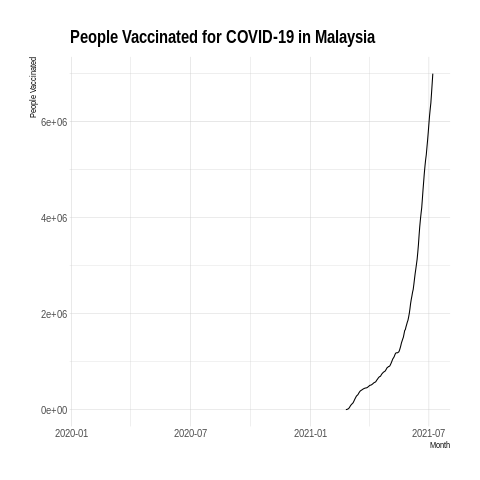 People Vaccinated for COVID-19 in Malaysia
People Vaccinated
6e+06
4e+06
2e+06
0e+00
2020-01 2020-07 2021-01 2021-07
Month